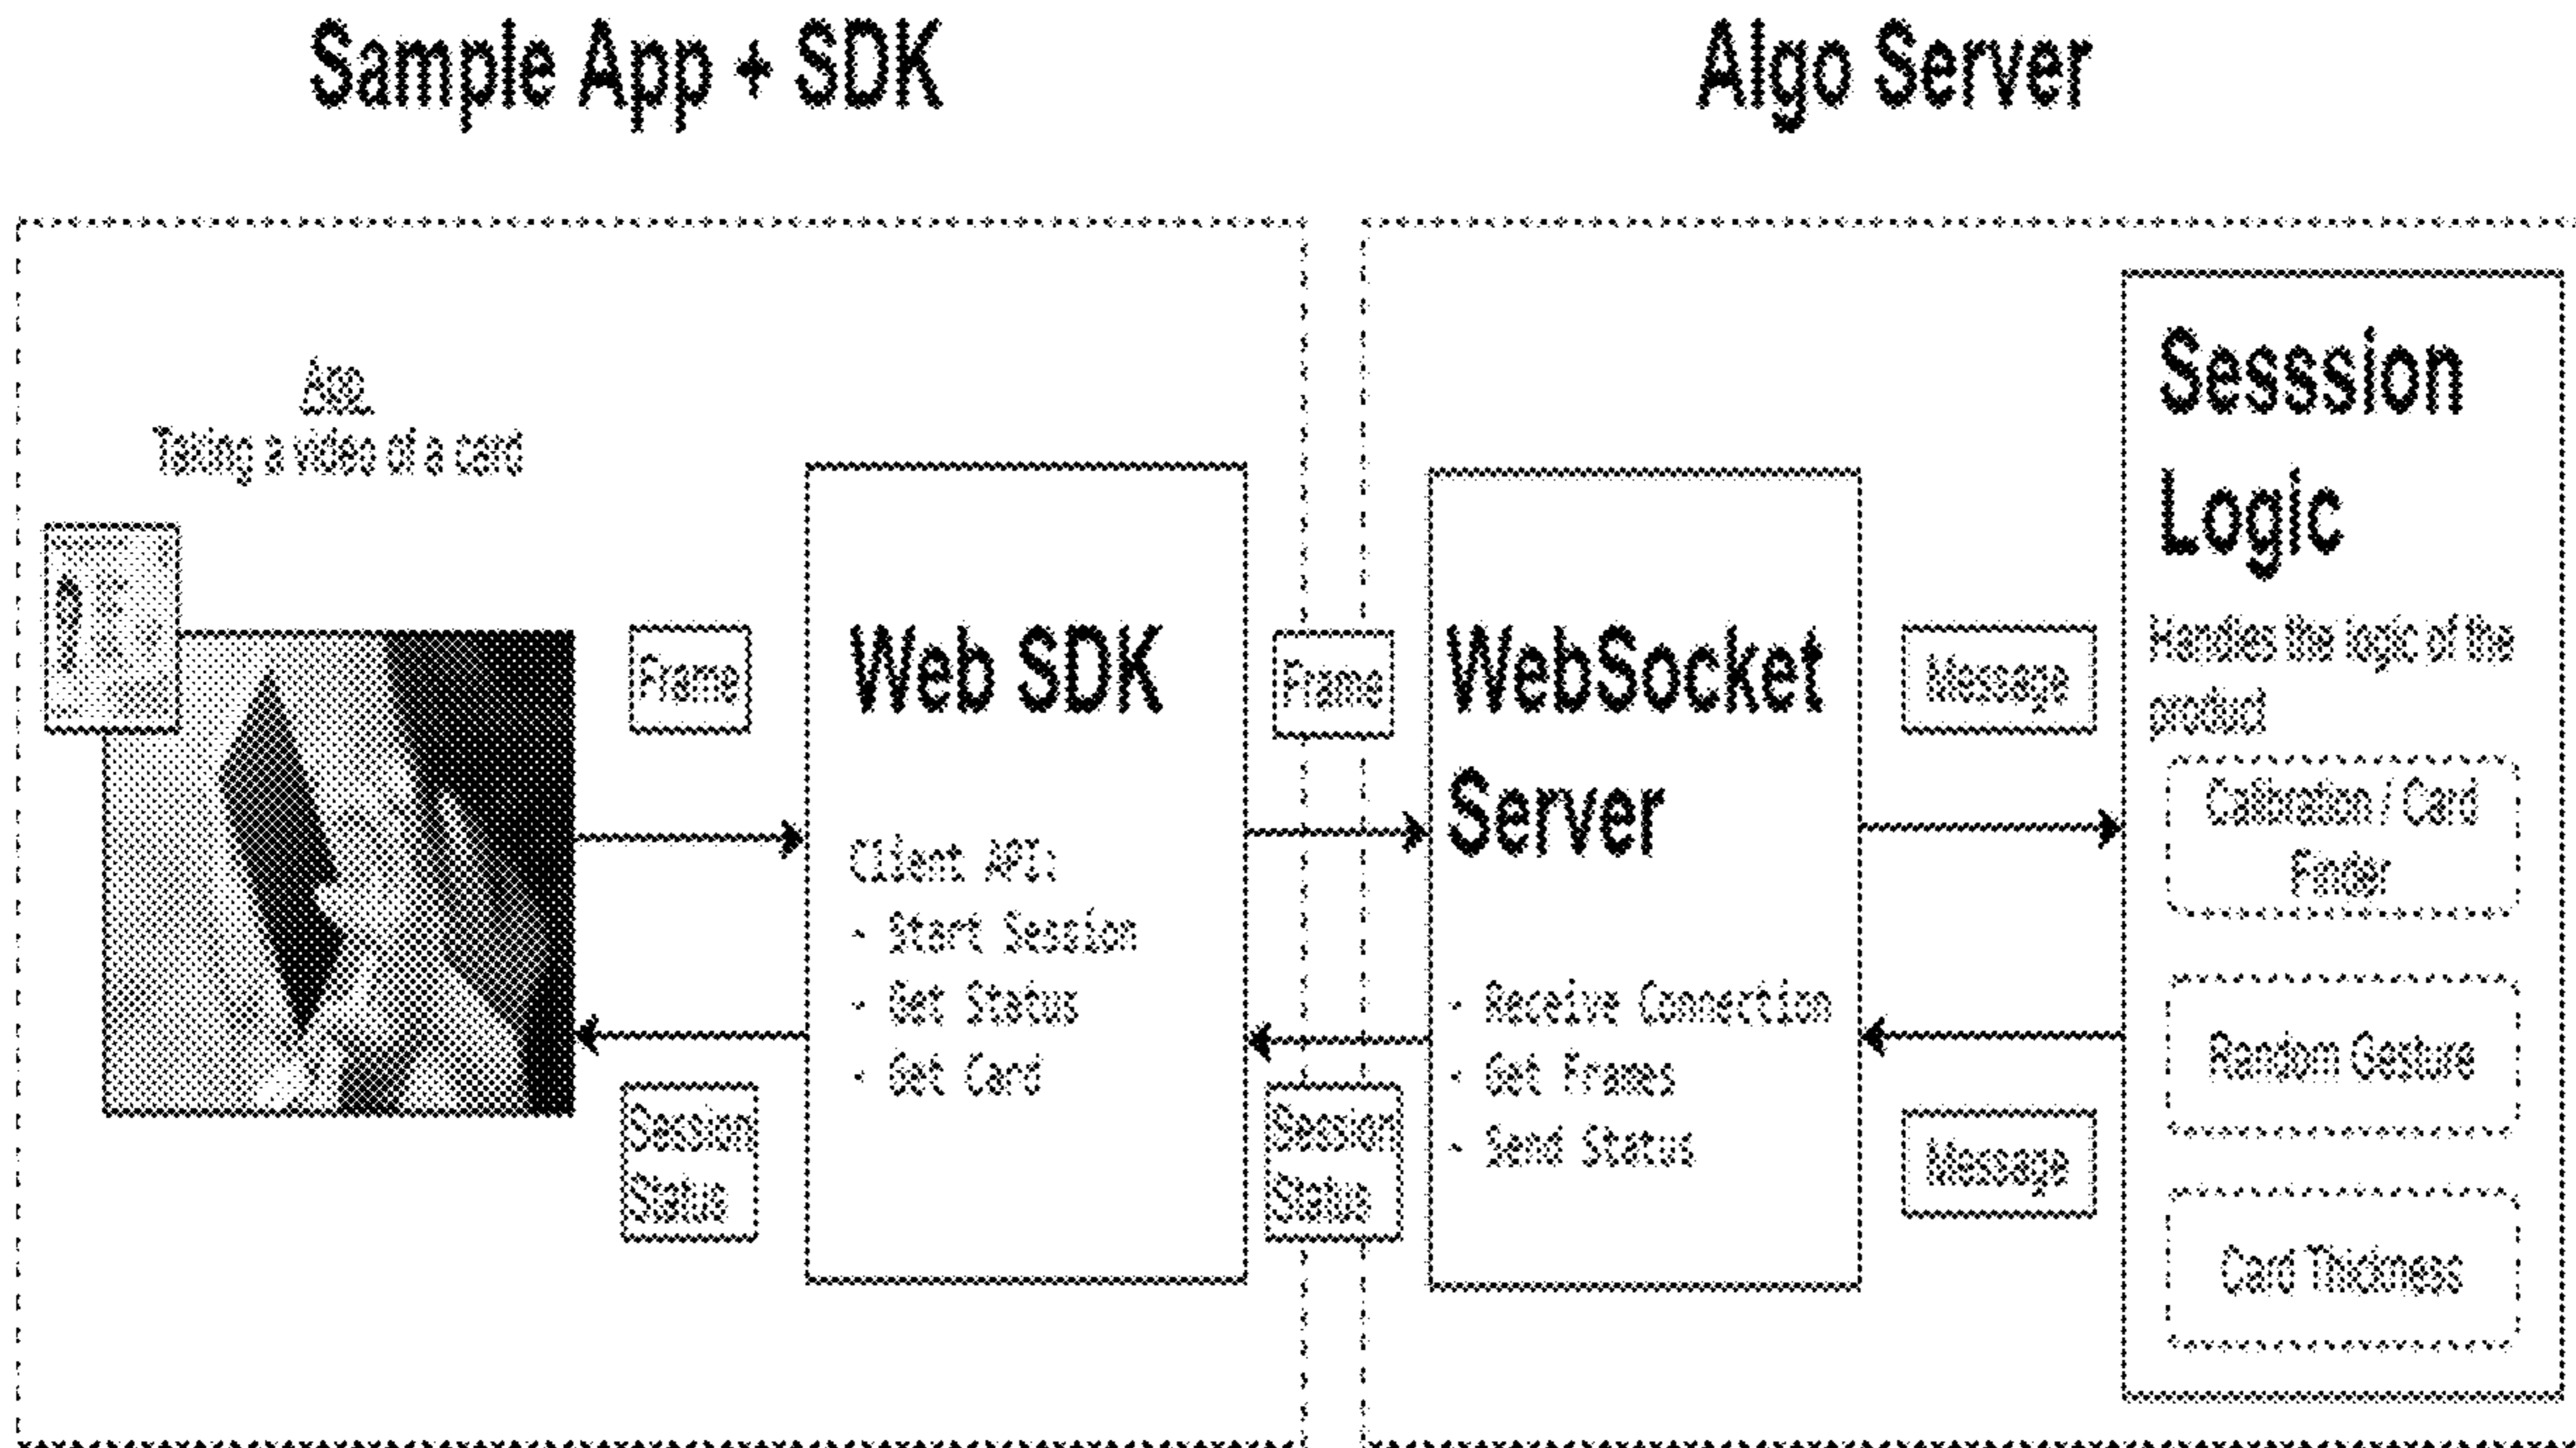 Sample App + SDK
Algo Server
App
Taking a video of a card
Frame
Session
Status
Web SDK
Client API:
- Start Session
- Get Status
- Get Card
Frame
Session
Status
WebSocket
Server
- Receive Connection
- Get Frames
- Send Status
Message
Message
Sesssion
Logic
Handles the logic of the
product
Calibration / Card
Finder
Random Gesture
Card Thickness